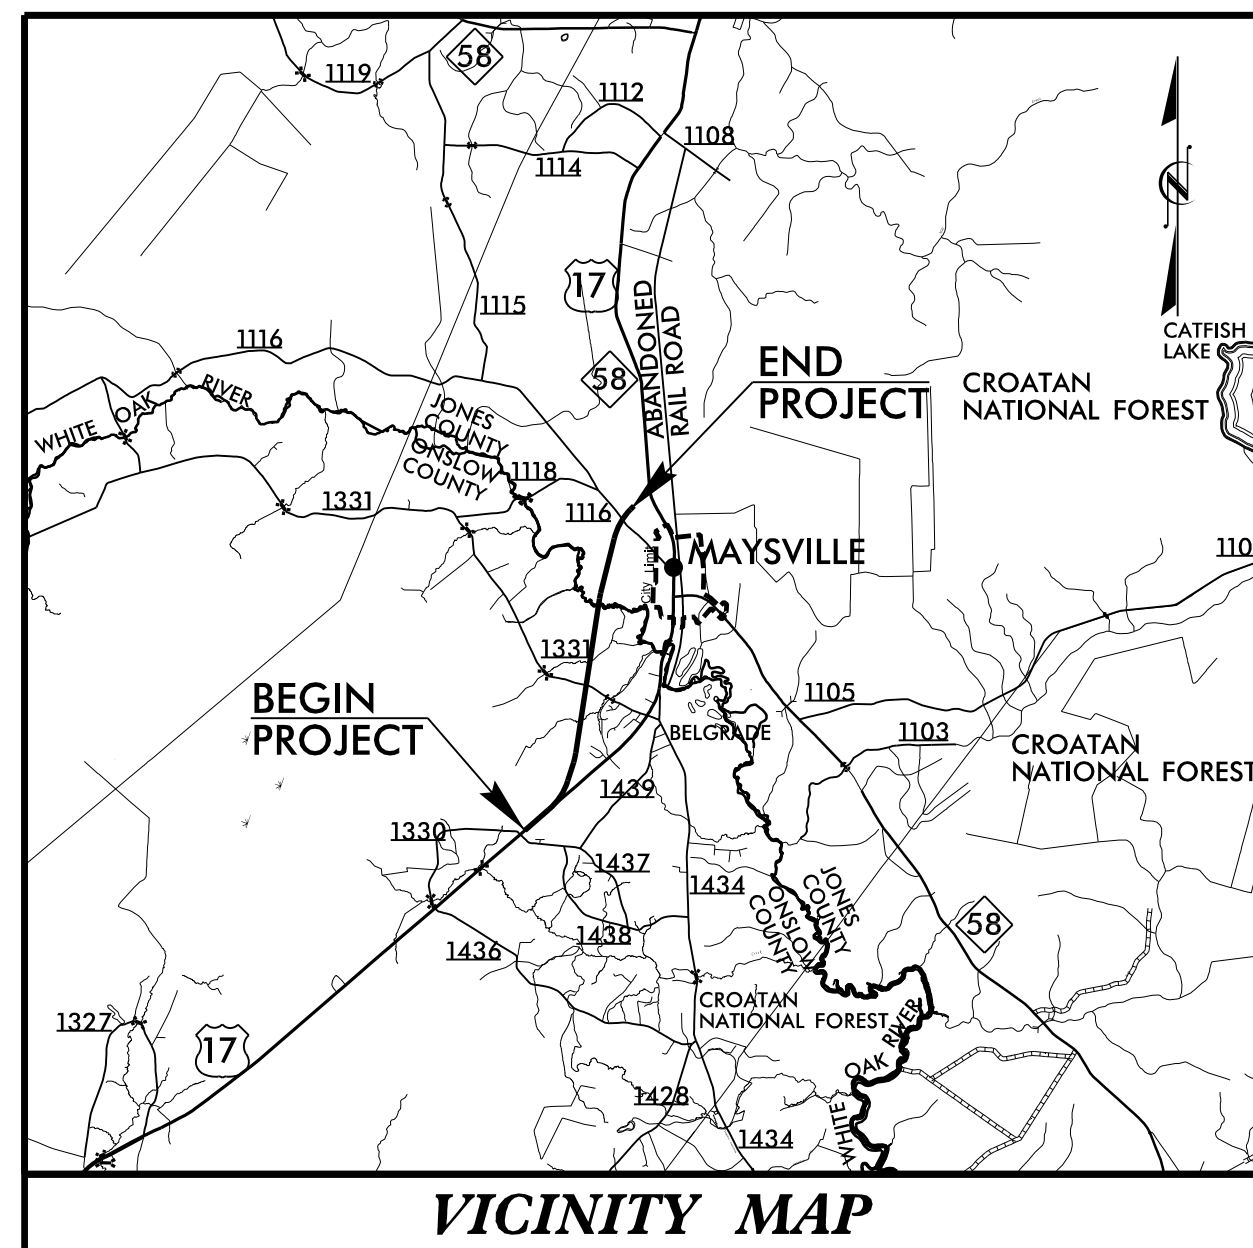 58
1119
1112
1108
1114
N
17
1115
ABANDONED
RAIL ROAD
CATFISH
LAKE
1116
END
PROJECT
58
CROATAN
NATIONAL FOREST
WHITE OAK RIVER
JONES
COUNTY
ONSLOW
COUNTY
1118
1331
1116
City Limit
MAYSVILLE
110
1331
BEGIN
PROJECT
1105
BELGRADE
1103
CROATAN
NATIONAL FOREST
1439
1330
1437
1434
JONES
COUNTY
ONSLOW
COUNTY
58
1438
1436
CROATAN
NATIONAL FOREST
1327
17
WHITE OAK RIVER
1428
1434
VICINITY MAP